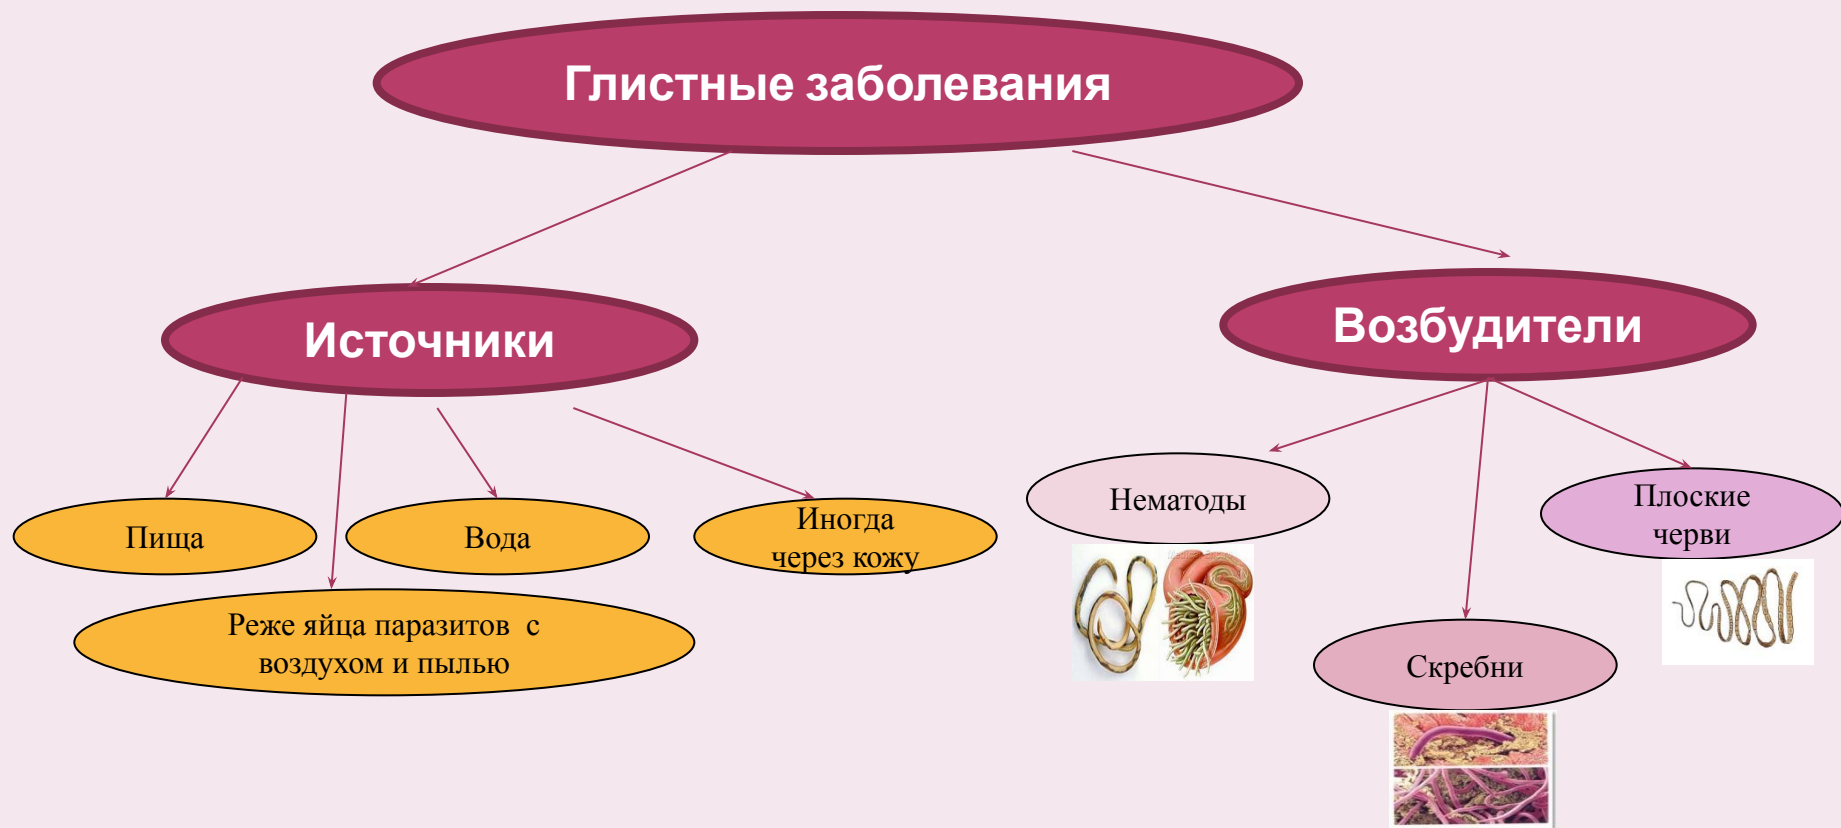 Глистные заболевания
Источники
Возбудители
Пища
Вода
Иногда
через кожу
Реже яйца паразитов с
воздухом и пылью
Нематоды
Плоские
черви
Скребни